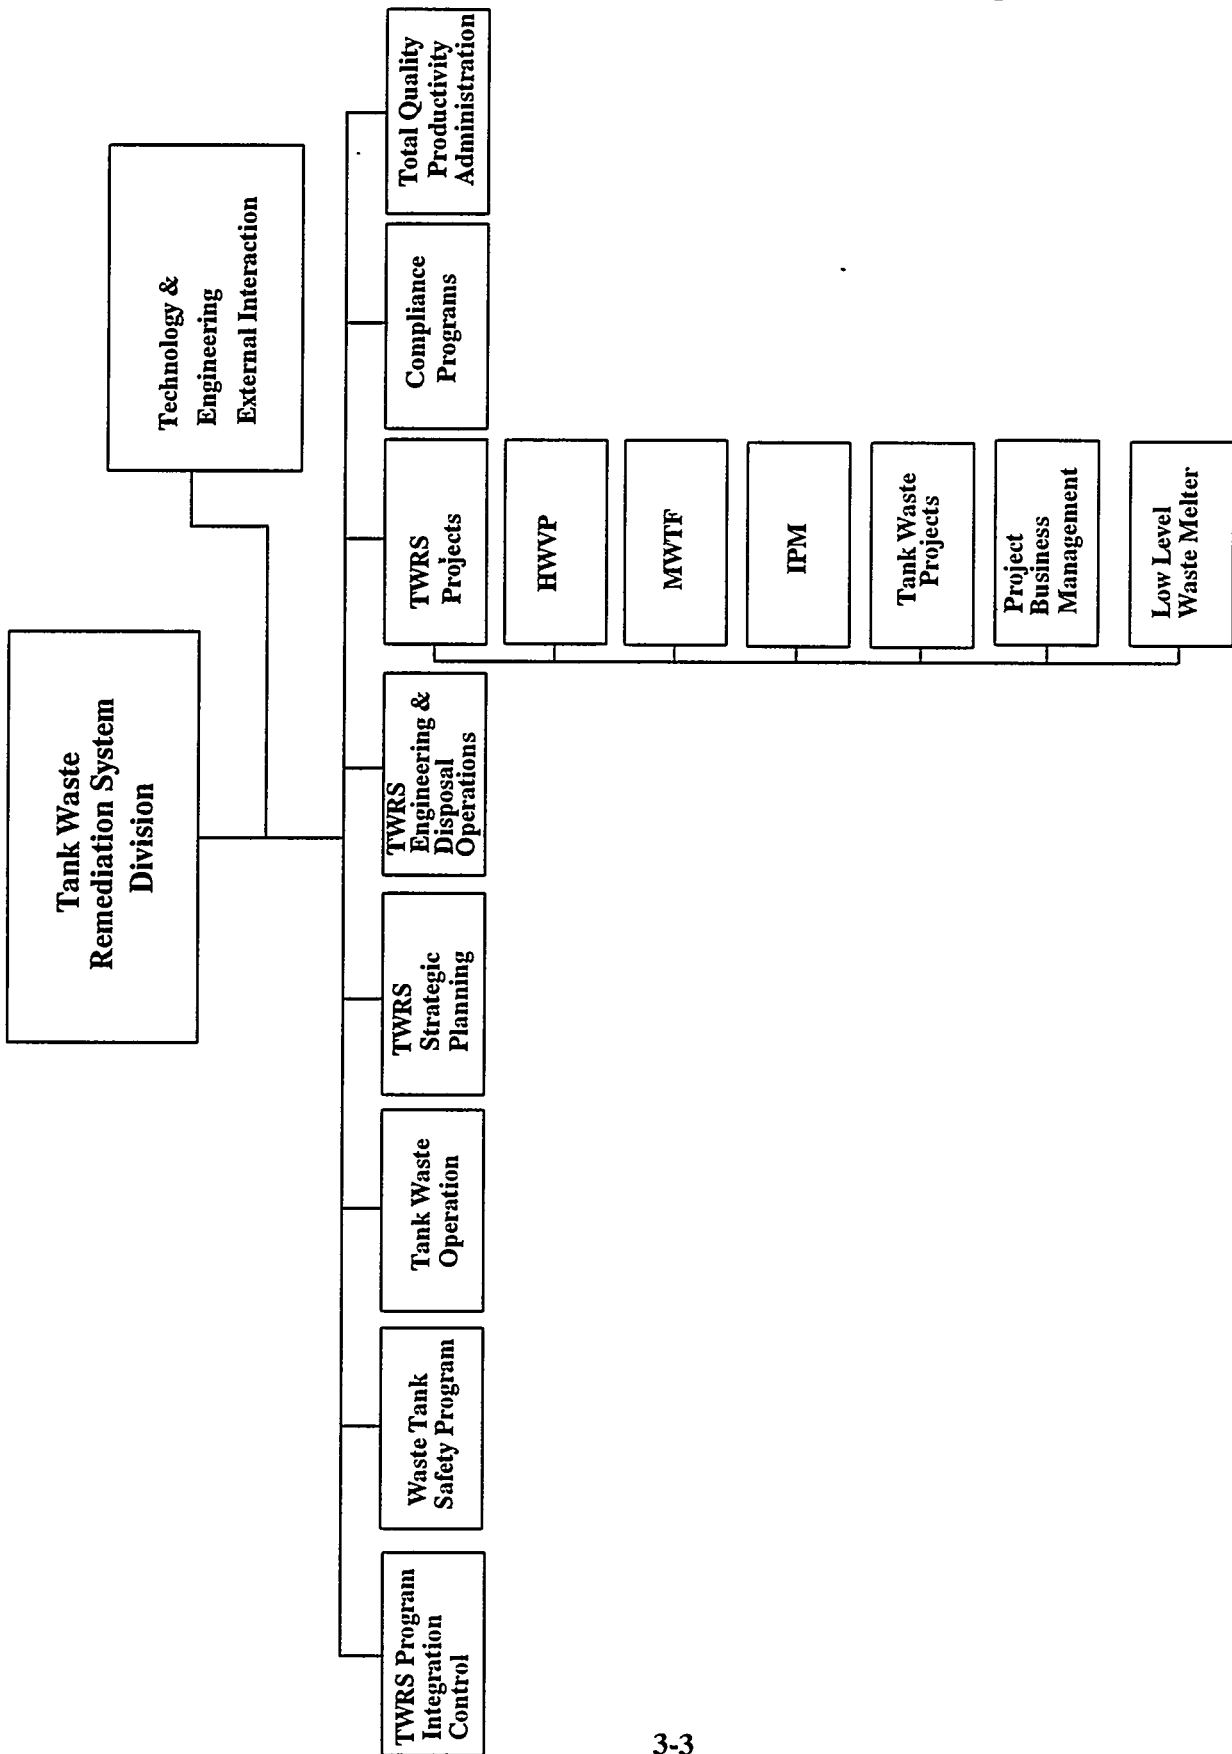 Tank Waste
Remediation System
Division
Technology &
Engineering
External Interaction
TWRS Program
Integration
Control
Waste Tank
Safety Program
Tank Waste
Operation
TWRS
Strategic
Planning
TWRS
Engineering &
Disposal
Operations
TWRS
Projects
Compliance
Programs
Total Quality
Productivity
Administration
HWVP
MWTF
IPM
Tank Waste
Projects
Project
Business
Management
Low Level
Waste Melter
3-3